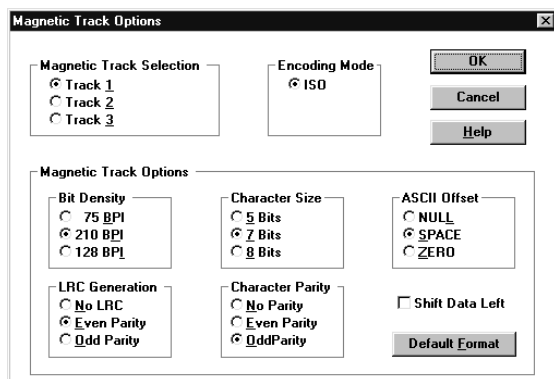 Magnetic Track Options
Magnetic Track Selection
Track 1
Track 2
Track 3
Encoding Mode
ISO
OK
Cancel
Help
Magnetic Track Options
Bit Density
75 BPI
210 BPI
128 BPI
Character Size
5 Bits
7 Bits
8 Bits
ASCII Offset
NULL
SPACE
ZERO
LRC Generation
No LRC
Even Parity
Odd Parity
Character Parity
No Parity
Even Parity
OddParity
Shift Data Left
Default Format